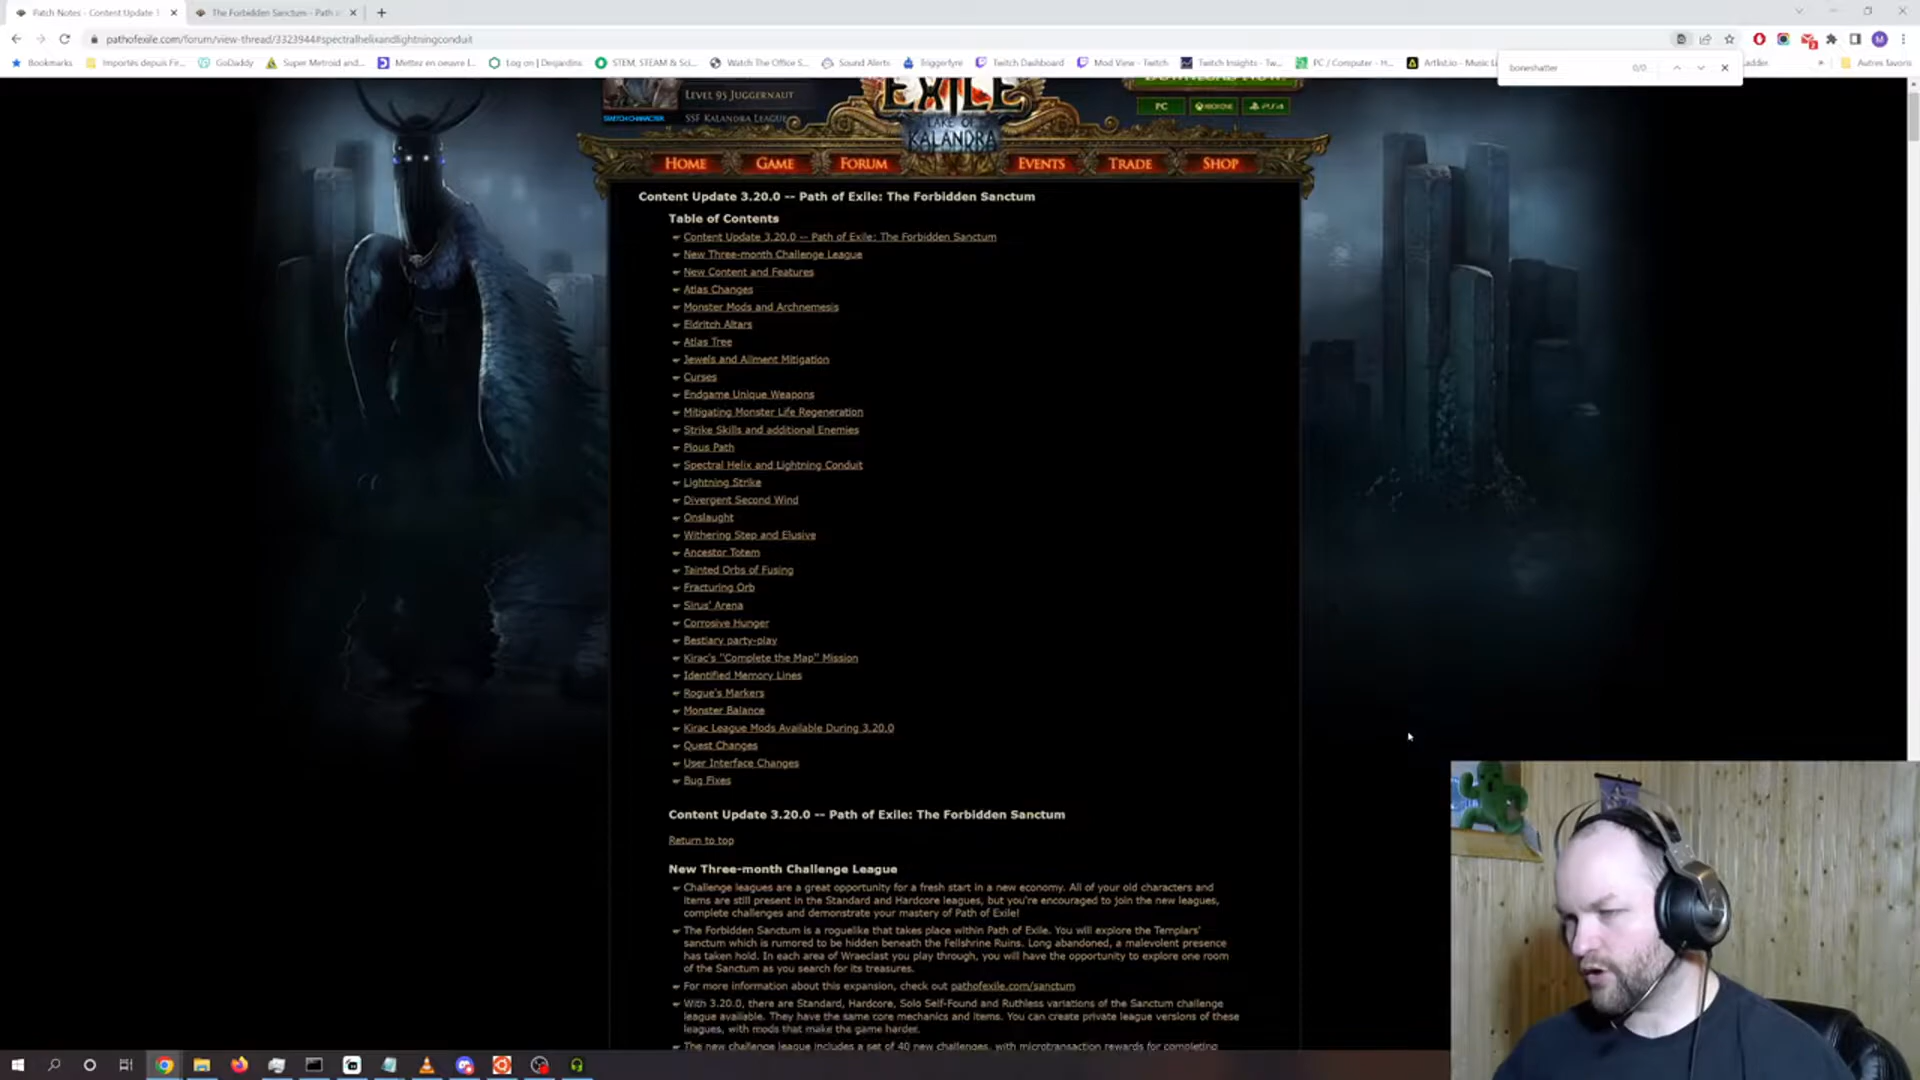 Patch Notes - Content Update 3
The Forbidden Sanctum - Path o
pathofexile.com/forum/view-thread/3323944#spectralhelixandlightningconduit
Bookmarks
Importés depuis Fir...
GoDaddy
Super Metroid and...
Mettez en oeuvre l...
Log on | Desjardins
STEM, STEAM & Sci...
Watch The Office S...
Sound Alerts
Triggerfyre
Twitch Dashboard
Mod View - Twitch
Twitch Insights - Tw...
PC / Computer - H...
Artlist.io - Music Li
adder
Autres favoris
boneshatter
0/0
LEVEL 95 JUGGERNAUT
SSF KALANDRA LEAGUE
EXILE
LAKE OF
KALANDRA
DOWNLOAD NOW!
PC
XBOX ONE
PS4
HOME
GAME
FORUM
EVENTS
TRADE
SHOP
Content Update 3.20.0 -- Path of Exile: The Forbidden Sanctum
Table of Contents
Content Update 3.20.0 -- Path of Exile: The Forbidden Sanctum
New Three-month Challenge League
New Content and Features
Atlas Changes
Monster Mods and Archnemesis
Eldritch Altars
Atlas Tree
Jewels and Ailment Mitigation
Curses
Endgame Unique Weapons
Mitigating Monster Life Regeneration
Strike Skills and additional Enemies
Pious Path
Spectral Helix and Lightning Conduit
Lightning Strike
Divergent Second Wind
Onslaught
Withering Step and Elusive
Ancestor Totem
Tainted Orbs of Fusing
Fracturing Orb
Sirus' Arena
Corrosive Hunger
Bestiary party-play
Kirac's "Complete the Map" Mission
Identified Memory Lines
Rogue's Markers
Monster Balance
Kirac League Mods Available During 3.20.0
Quest Changes
User Interface Changes
Bug Fixes
Content Update 3.20.0 -- Path of Exile: The Forbidden Sanctum
Return to top
New Three-month Challenge League
Challenge leagues are a great opportunity for a fresh start in a new economy. All of your old characters and
items are still present in the Standard and Hardcore leagues, but you're encouraged to join the new leagues,
complete challenges and demonstrate your mastery of Path of Exile!
The Forbidden Sanctum is a roguelike that takes place within Path of Exile. You will explore the Templars'
sanctum which is rumored to be hidden beneath the Fellshrine Ruins. Long abandoned, a malevolent presence
has taken hold. In each area of Wraeclast you play through, you will have the opportunity to explore one room
of the Sanctum as you search for its treasures.
For more information about this expansion, check out pathofexile.com/sanctum
With 3.20.0, there are Standard, Hardcore, Solo Self-Found and Ruthless variations of the Sanctum challenge
league available. They have the same core mechanics and items. You can create private league versions of these
leagues, with mods that make the game harder.
The new challenge league includes a set of 40 new challenges, with microtransaction rewards for completing